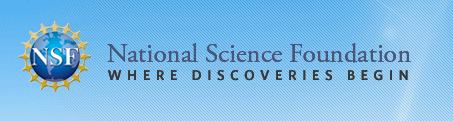 NSF
National Science Foundation
WHERE DISCOVERIES BEGIN